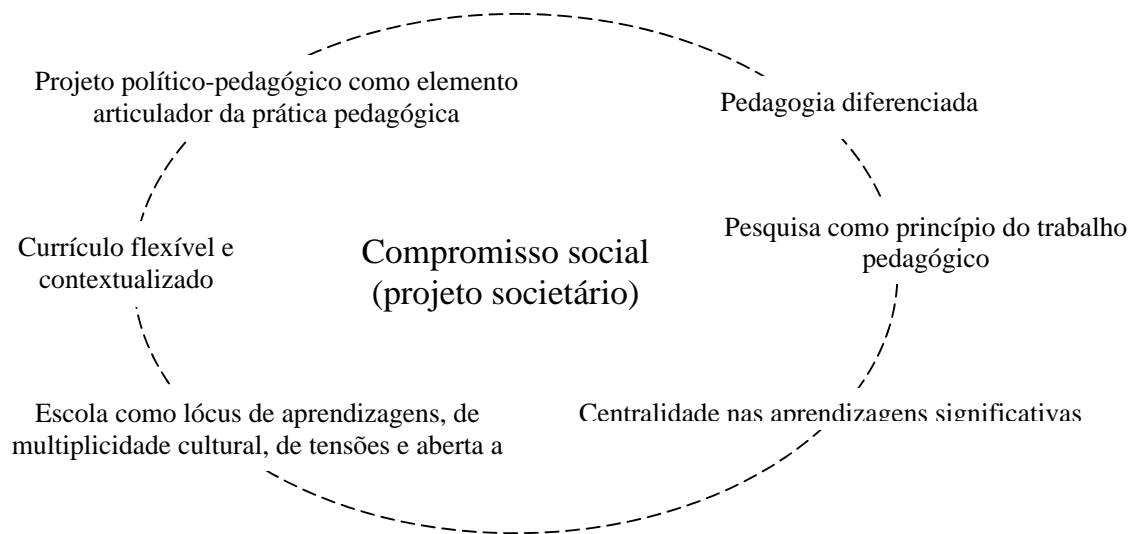 Projeto político-pedagógico como elemento
articulador da prática pedagógica
Pedagogia diferenciada
Currículo flexível e
contextualizado
Compromisso social
(projeto societário)
Pesquisa como princípio do trabalho
pedagógico
Escola como lócus de aprendizagens, de
multiplicidade cultural, de tensões e aberta a
Centralidade nas aprendizagens significativas